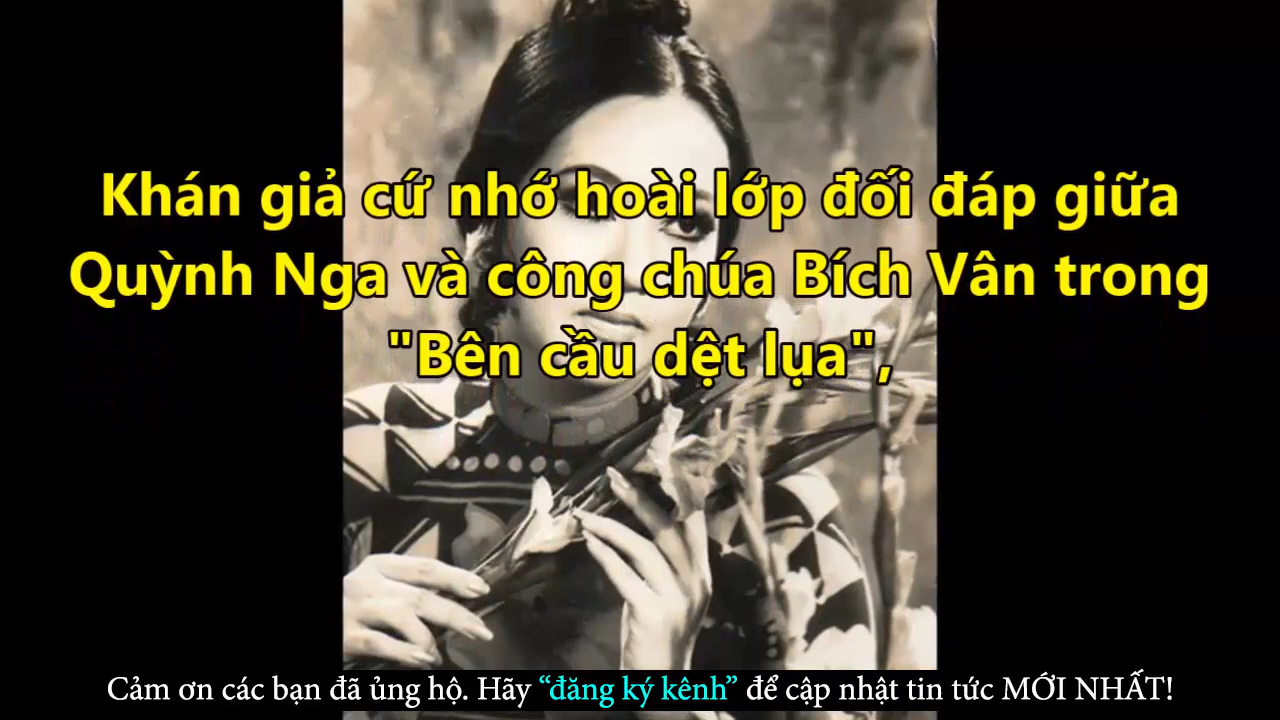 Khán giả cứ nhớ hoài lớp đối đáp giữa
Quỳnh Nga và công chúa Bích Vân trong
"Bên cầu dệt lụa",
Cảm ơn các bạn đã ủng hộ. Hãy “đăng ký kênh” để cập nhật tin tức MỚI NHẤT!